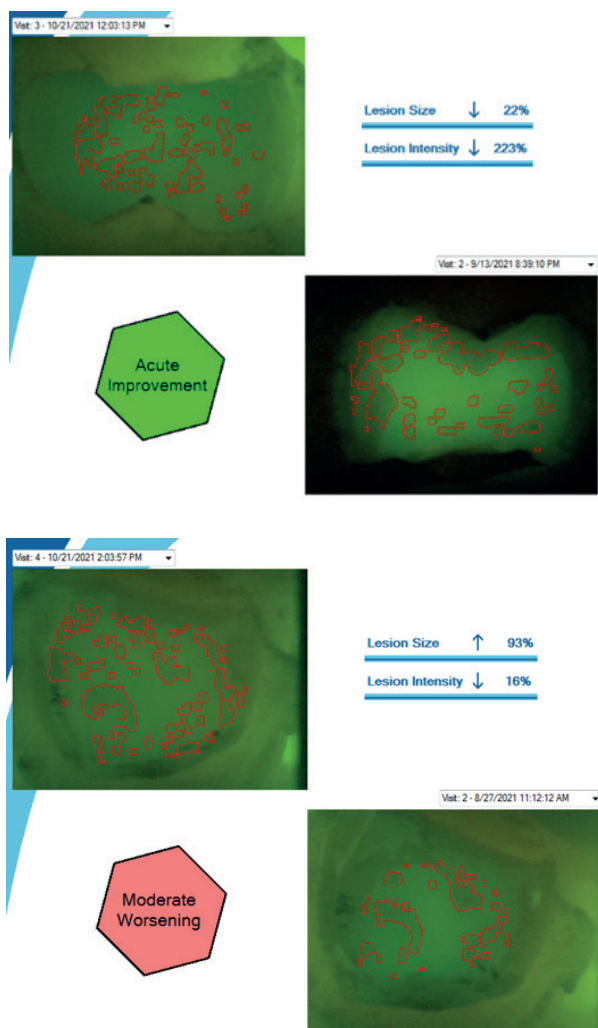 Visit: 3 - 10/21/2021 12:03:13 PM
Lesion Size ↓ 22%
Lesion Intensity ↓ 223%
Visit: 2 - 9/13/2021 8:39:10 PM
Acute
Improvement
Visit: 4 - 10/21/2021 2:03:57 PM
Lesion Size ↑ 93%
Lesion Intensity ↓ 16%
Visit: 2 - 8/27/2021 11:12:12 AM
Moderate
Worsening